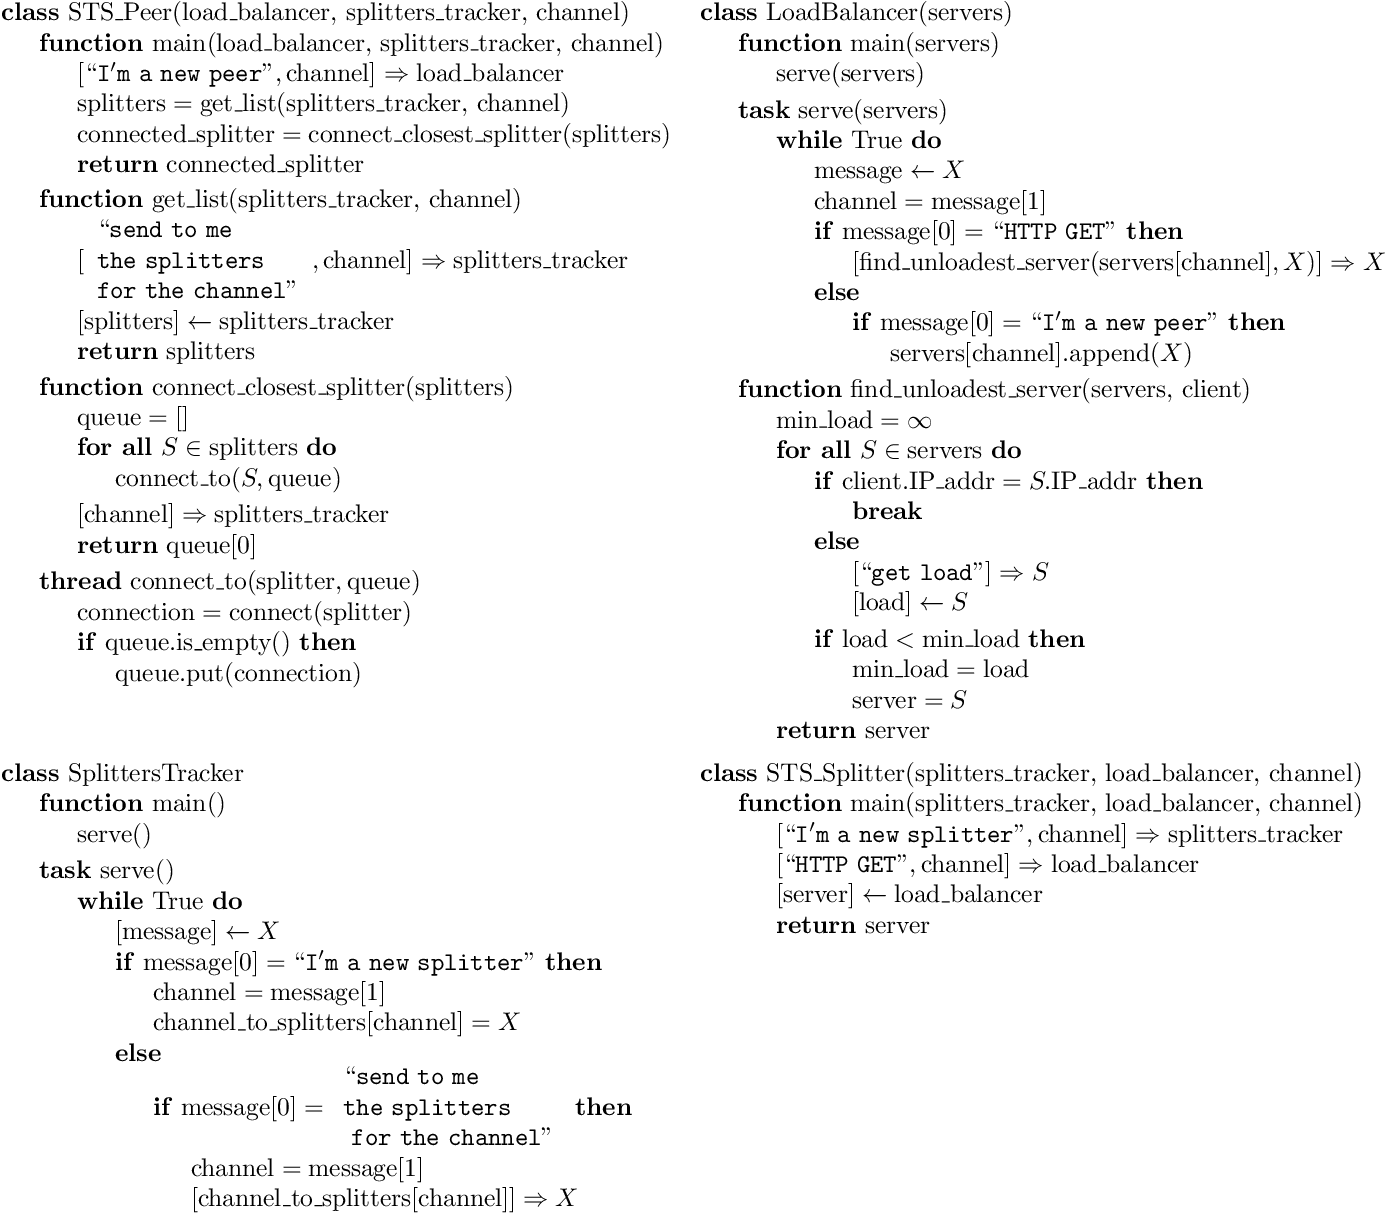 class STS_Peer(load_balancer, splitters_tracker, channel)
function main(load_balancer, splitters_tracker, channel)
[“I′m a new peer”, channel] ⇒ load_balancer
splitters = get_list(splitters_tracker, channel)
connected_splitter = connect_closest_splitter(splitters)
return connected_splitter
function get_list(splitters_tracker, channel)
“send to me
[ the splitters , channel] ⇒ splitters_tracker
for the channel”
[splitters] ← splitters_tracker
return splitters
function connect_closest_splitter(splitters)
queue = []
for all S ∈ splitters do
connect_to(S, queue)
[channel] ⇒ splitters_tracker
return queue[0]
thread connect_to(splitter, queue)
connection = connect(splitter)
if queue.is_empty() then
queue.put(connection)
class LoadBalancer(servers)
function main(servers)
serve(servers)
task serve(servers)
while True do
message ← X
channel = message[1]
if message[0] = “HTTP GET” then
[find_unloadest_server(servers[channel], X)] ⇒ X
else
if message[0] = “I′m a new peer” then
servers[channel].append(X)
function find_unloadest_server(servers, client)
min_load = ∞
for all S ∈ servers do
if client.IP_addr = S.IP_addr then
break
else
[“get load”] ⇒ S
[load] ← S
if load < min_load then
min_load = load
server = S
return server
class SplittersTracker
function main()
serve()
task serve()
while True do
[message] ← X
if message[0] = “I′m a new splitter” then
channel = message[1]
channel_to_splitters[channel] = X
else
“send to me
if message[0] = the splitters then
for the channel”
channel = message[1]
[channel_to_splitters[channel]] ⇒ X
class STS_Splitter(splitters_tracker, load_balancer, channel)
function main(splitters_tracker, load_balancer, channel)
[“I′m a new splitter”, channel] ⇒ splitters_tracker
[“HTTP GET”, channel] ⇒ load_balancer
[server] ← load_balancer
return server